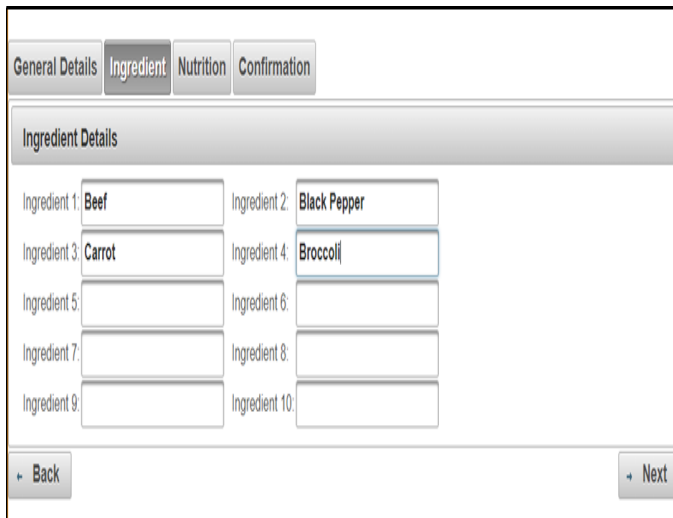 General Details Ingredient Nutrition Confirmation
Ingredient Details
Ingredient 1: Beef Ingredient 2: Black Pepper
Ingredient 3: Carrot Ingredient 4: Broccoli
Ingredient 5: Ingredient 6:
Ingredient 7: Ingredient 8:
Ingredient 9: Ingredient 10:
Back Next